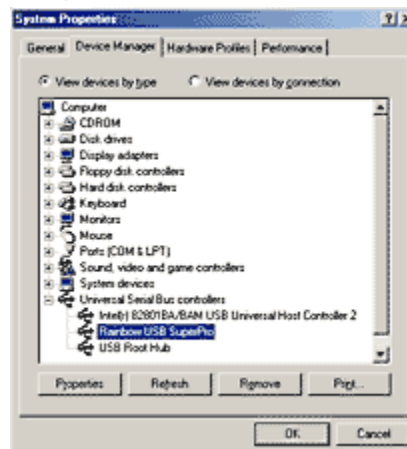 System Properties
General Device Manager Hardware Profiles Performance
View devices by type View devices by connection
Computer
CDROM
Disk drives
Display adapters
Floppy disk controllers
Hard disk controllers
Keyboard
Monitors
Mouse
Ports (COM & LPT)
Sound, video and game controllers
System devices
Universal Serial Bus controllers
Intel(r) 82801BA/BAM USB Universal Host Controller 2
Rainbow USB SuperPro
USB Root Hub
Properties Refresh Remove Print...
OK Cancel